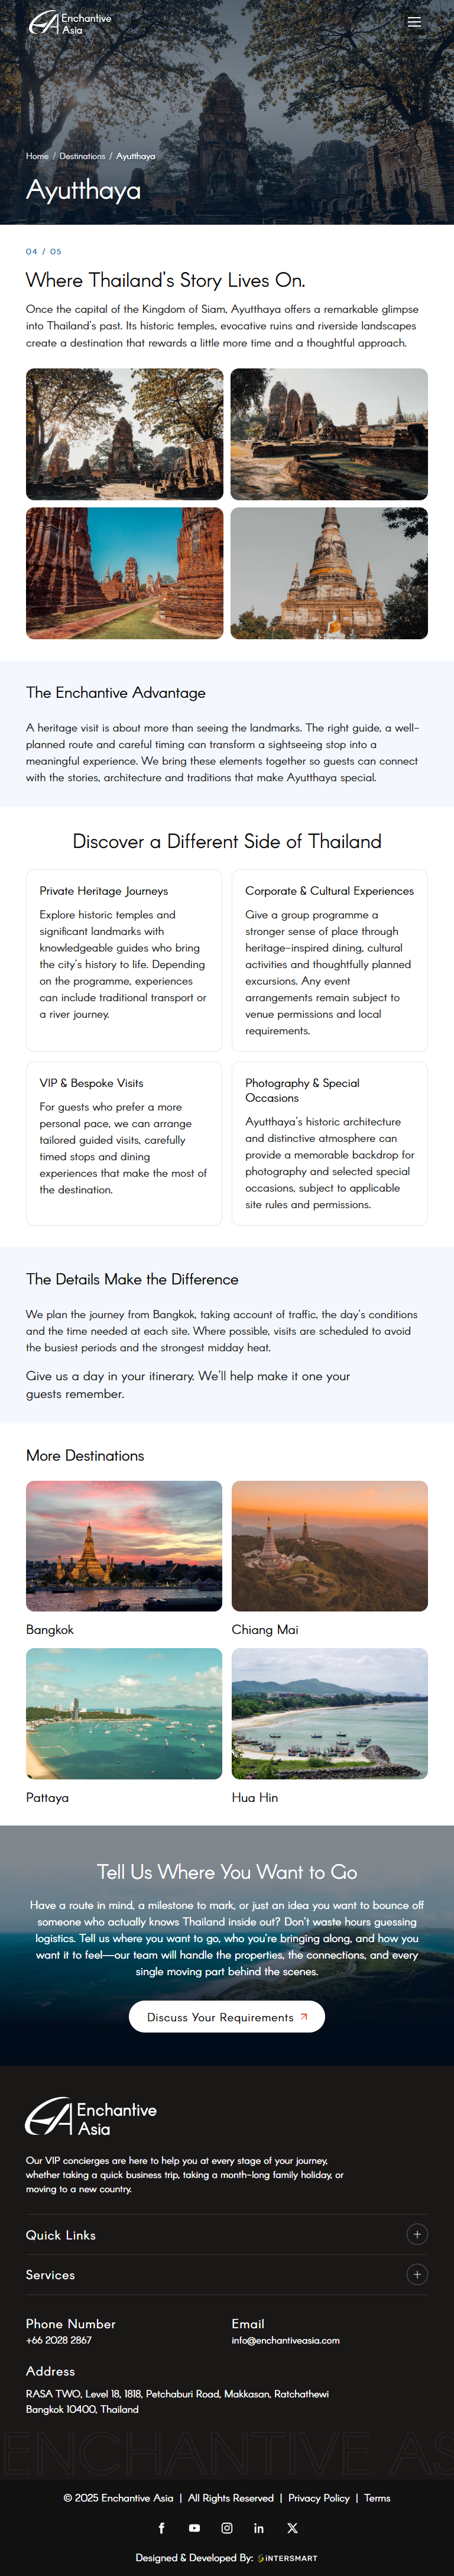 Enchantive
Asia
Home / Destinations / Ayutthaya
Ayutthaya
04 / 05
Where Thailand's Story Lives On.
Once the capital of the Kingdom of Siam, Ayutthaya offers a remarkable glimpse
into Thailand's past. Its historic temples, evocative ruins and riverside landscapes
create a destination that rewards a little more time and a thoughtful approach.
The Enchantive Advantage
A heritage visit is about more than seeing the landmarks. The right guide, a well-
planned route and careful timing can transform a sightseeing stop into a
meaningful experience. We bring these elements together so guests can connect
with the stories, architecture and traditions that make Ayutthaya special.
Discover a Different Side of Thailand
Private Heritage Journeys
Explore historic temples and
significant landmarks with
knowledgeable guides who bring
the city's history to life. Depending
on the programme, experiences
can include traditional transport or
a river journey.
Corporate & Cultural Experiences
Give a group programme a
stronger sense of place through
heritage-inspired dining, cultural
activities and thoughtfully planned
excursions. Any event
arrangements remain subject to
venue permissions and local
requirements.
VIP & Bespoke Visits
For guests who prefer a more
personal pace, we can arrange
tailored guided visits, carefully
timed stops and dining
experiences that make the most of
the destination.
Photography & Special
Occasions
Ayutthaya's historic architecture
and distinctive atmosphere can
provide a memorable backdrop for
photography and selected special
occasions, subject to applicable
site rules and permissions.
The Details Make the Difference
We plan the journey from Bangkok, taking account of traffic, the day's conditions
and the time needed at each site. Where possible, visits are scheduled to avoid
the busiest periods and the strongest midday heat.
Give us a day in your itinerary. We'll help make it one your
guests remember.
More Destinations
Bangkok
Chiang Mai
Pattaya
Hua Hin
Tell Us Where You Want to Go
Have a route in mind, a milestone to mark, or just an idea you want to bounce off
someone who actually knows Thailand inside out? Don't waste hours guessing
logistics. Tell us where you want to go, who you're bringing along, and how you
want it to feel—our team will handle the properties, the connections, and every
single moving part behind the scenes.
Discuss Your Requirements
Enchantive
Asia
Our VIP concierges are here to help you at every stage of your journey,
whether taking a quick business trip, taking a month-long family holiday, or
moving to a new country.
Quick Links
Services
Phone Number
+66 2028 2867
Email
info@enchantiveasia.com
Address
RASA TWO, Level 18, 1818, Petchaburi Road, Makkasan, Ratchathewi
Bangkok 10400, Thailand
ENCHANTIVE AS
© 2025 Enchantive Asia | All Rights Reserved | Privacy Policy | Terms
Designed & Developed By: INTERSMART